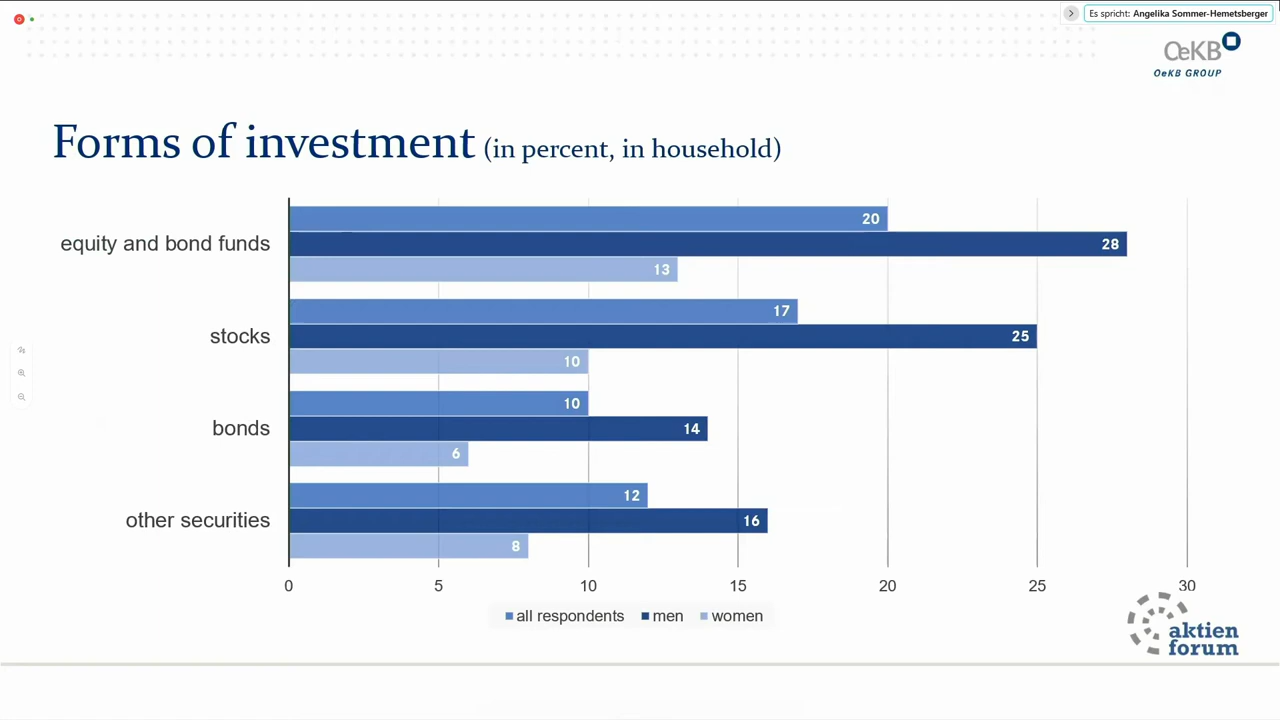 Es spricht: Angelika Sommer-Hemetsberger
OeKB
OeKB GROUP
Forms of investment (in percent, in household)
equity and bond funds
20
28
13
stocks
17
25
10
bonds
10
14
6
other securities
12
16
8
0 5 10 15 20 25 30
all respondents men women
aktien
forum